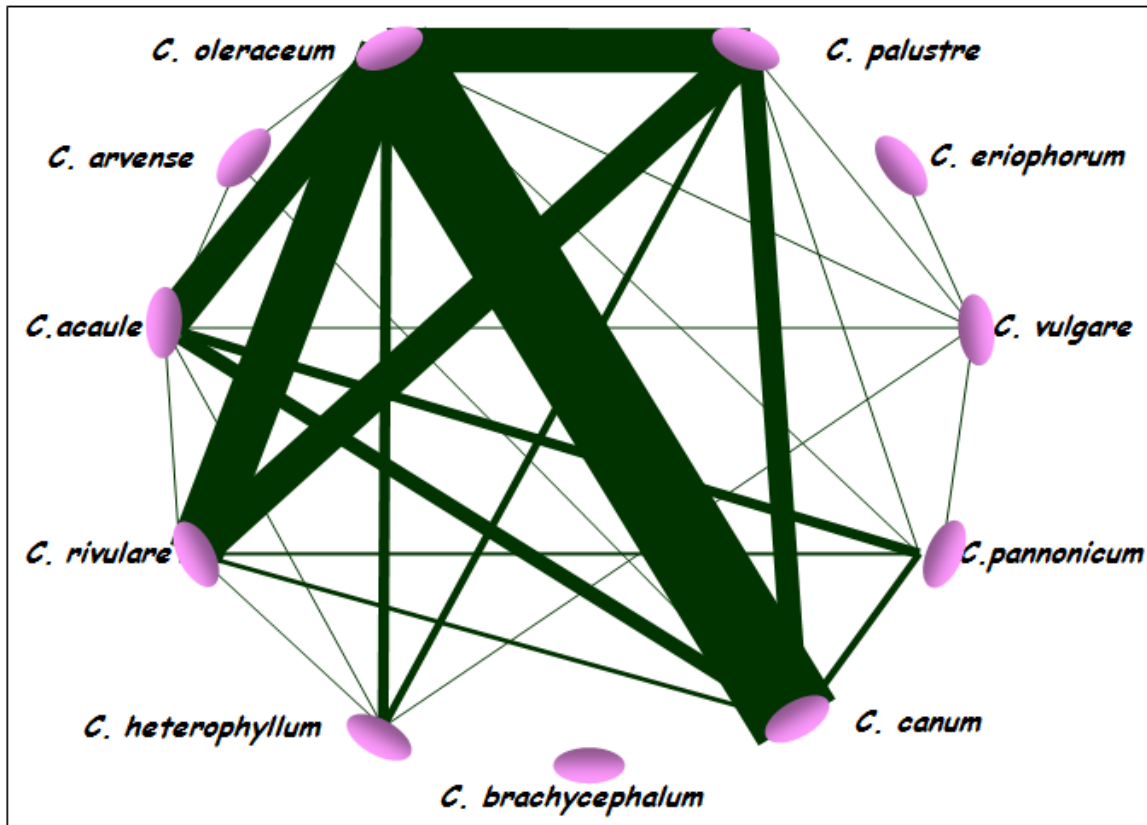 C. oleraceum
C. palustre
C. arvense
C. eriophorum
C.acaule
C. vulgare
C. rivulare
C.pannonicum
C. heterophyllum
C. canum
C. brachycephalum